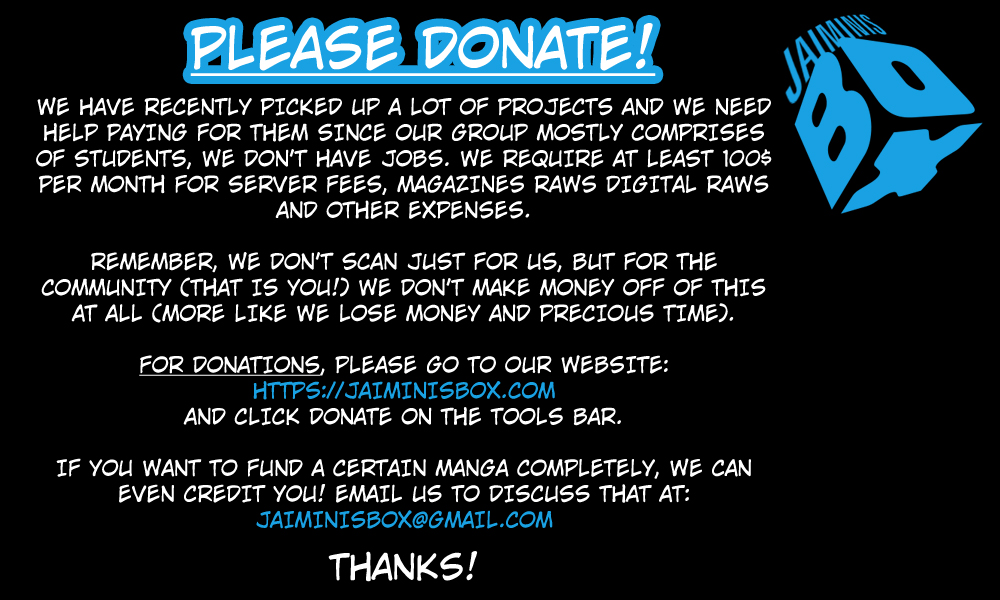 PLEASE DONATE!
JAIMINIS
BOX
WE HAVE RECENTLY PICKED UP A LOT OF PROJECTS AND WE NEED
HELP PAYING FOR THEM SINCE OUR GROUP MOSTLY COMPRISES
OF STUDENTS, WE DON'T HAVE JOBS. WE REQUIRE AT LEAST 100$
PER MONTH FOR SERVER FEES, MAGAZINES RAWS DIGITAL RAWS
AND OTHER EXPENSES.
REMEMBER, WE DON'T SCAN JUST FOR US, BUT FOR THE
COMMUNITY (THAT IS YOU!) WE DON'T MAKE MONEY OFF OF THIS
AT ALL (MORE LIKE WE LOSE MONEY AND PRECIOUS TIME).
FOR DONATIONS, PLEASE GO TO OUR WEBSITE:
HTTPS://JAIMINISBOX.COM
AND CLICK DONATE ON THE TOOLS BAR.
IF YOU WANT TO FUND A CERTAIN MANGA COMPLETELY, WE CAN
EVEN CREDIT YOU! EMAIL US TO DISCUSS THAT AT:
JAIMINISBOX@GMAIL.COM
THANKS!